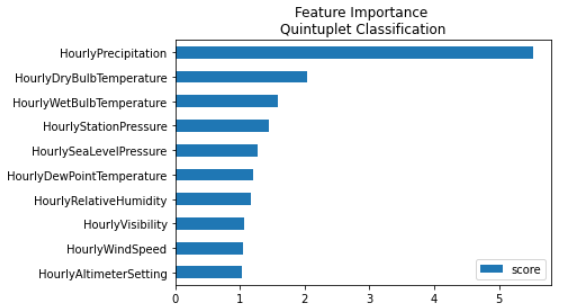 Feature Importance
Quintuplet Classification
HourlyPrecipitation
HourlyDryBulbTemperature
HourlyWetBulbTemperature
HourlyStationPressure
HourlySeaLevelPressure
HourlyDewPointTemperature
HourlyRelativeHumidity
HourlyVisibility
HourlyWindSpeed
HourlyAltimeterSetting
score
0 1 2 3 4 5